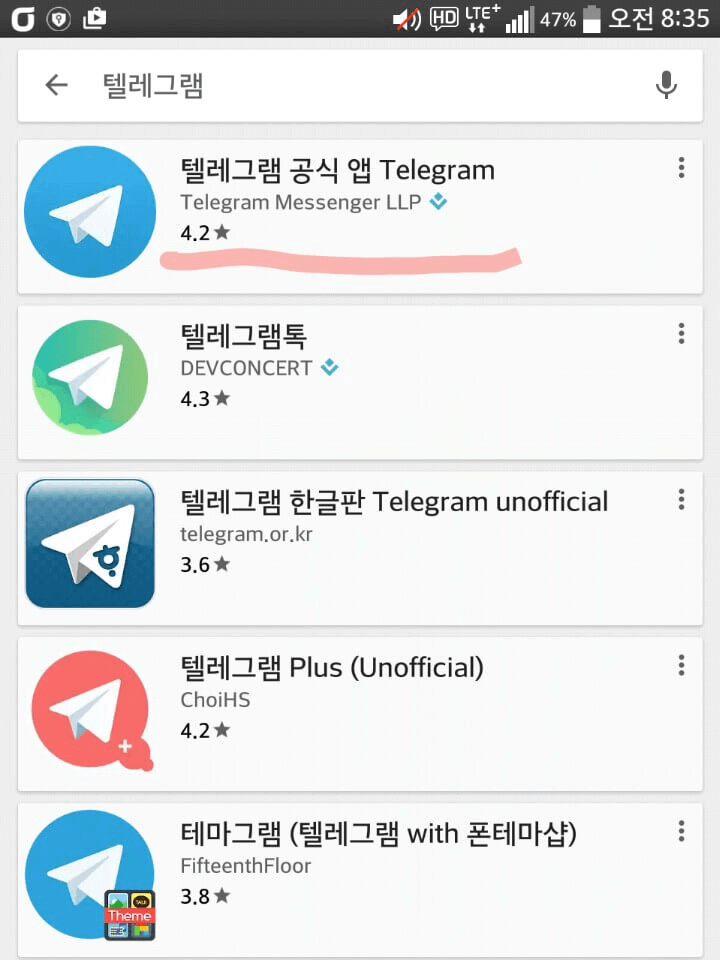 HD LTE+ 47% 오전 8:35
텔레그램
텔레그램 공식 앱 Telegram
Telegram Messenger LLP
4.2★
텔레그램톡
DEVCONCERT
4.3★
텔레그램 한글판 Telegram unofficial
telegram.or.kr
3.6★
텔레그램 Plus (Unofficial)
ChoiHS
4.2★
테마그램 (텔레그램 with 폰테마샵)
FifteenthFloor
3.8★
TALK
Theme